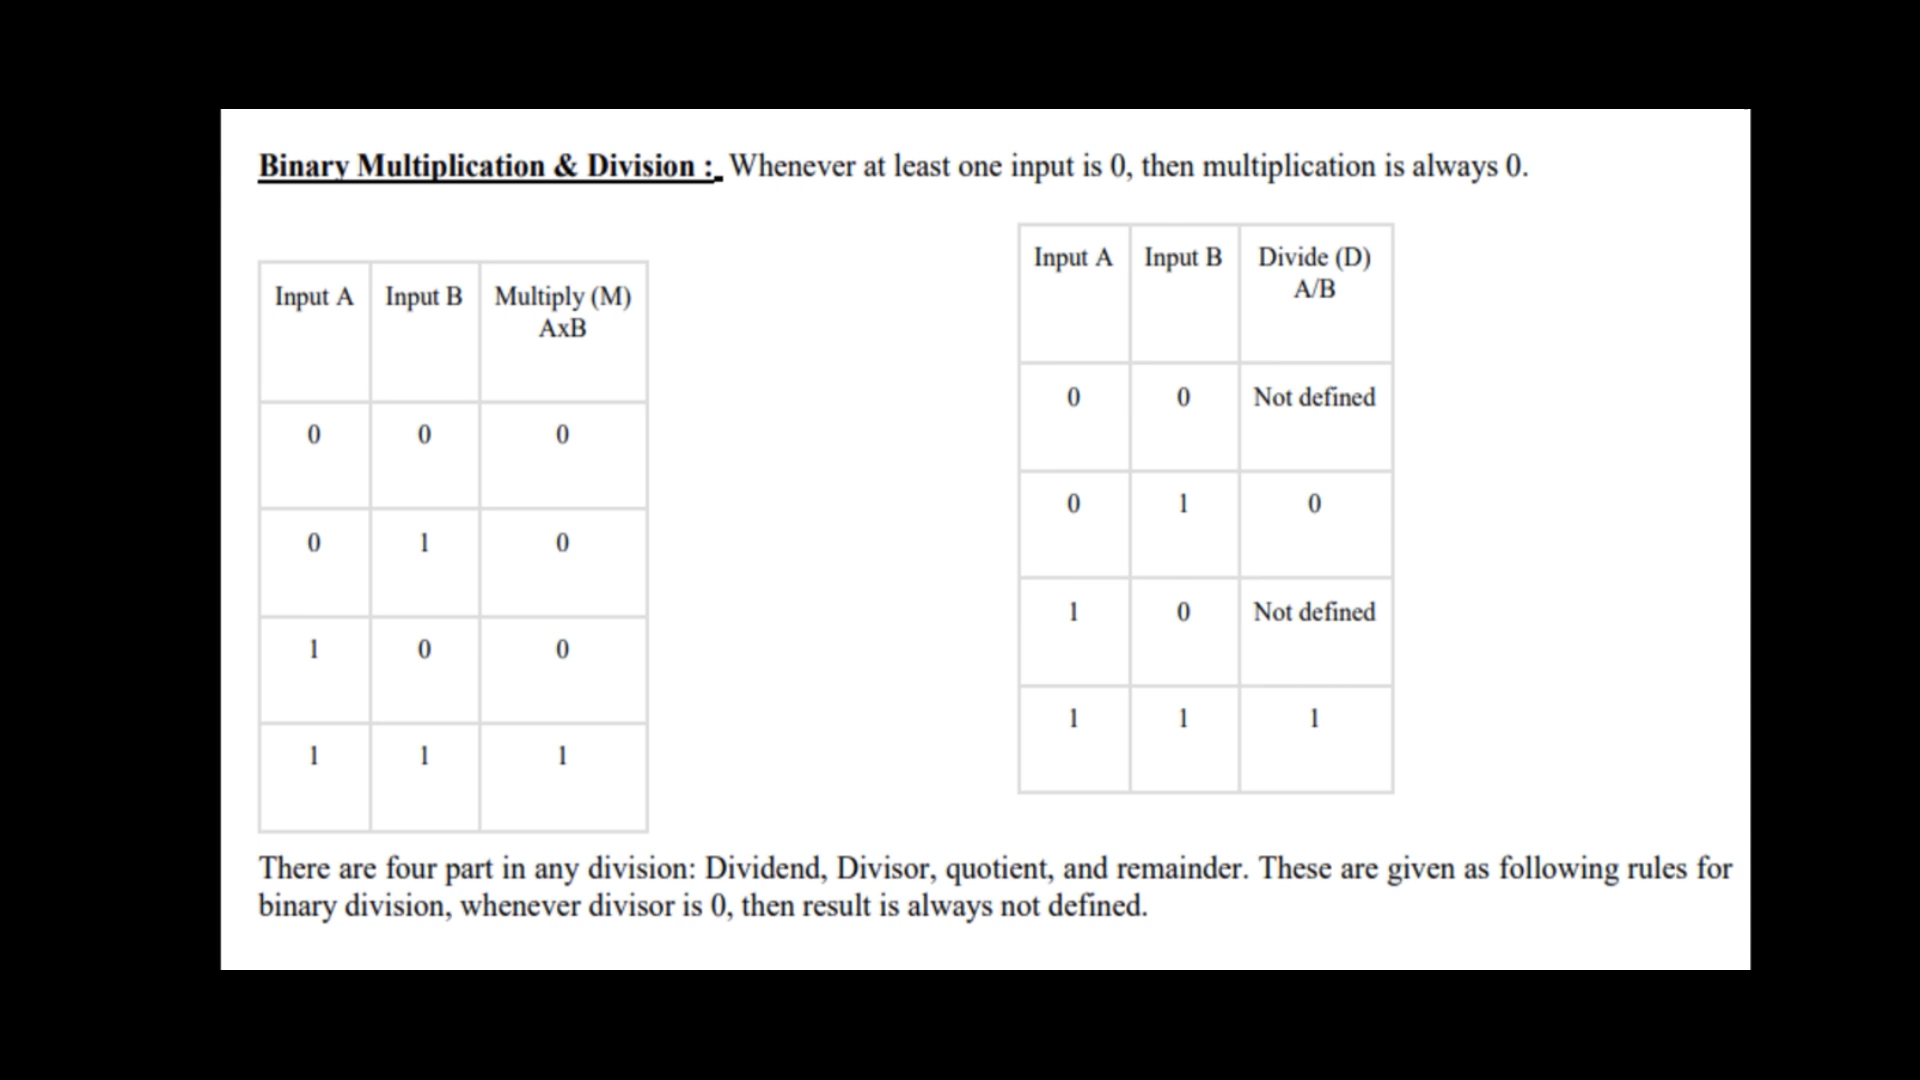 Binary Multiplication & Division : Whenever at least one input is 0, then multiplication is always 0.
Input A Input B Multiply (M)
AxB
0 0 0
0 1 0
1 0 0
1 1 1
Input A Input B Divide (D)
A/B
0 0 Not defined
0 1 0
1 0 Not defined
1 1 1
There are four part in any division: Dividend, Divisor, quotient, and remainder. These are given as following rules for
binary division, whenever divisor is 0, then result is always not defined.